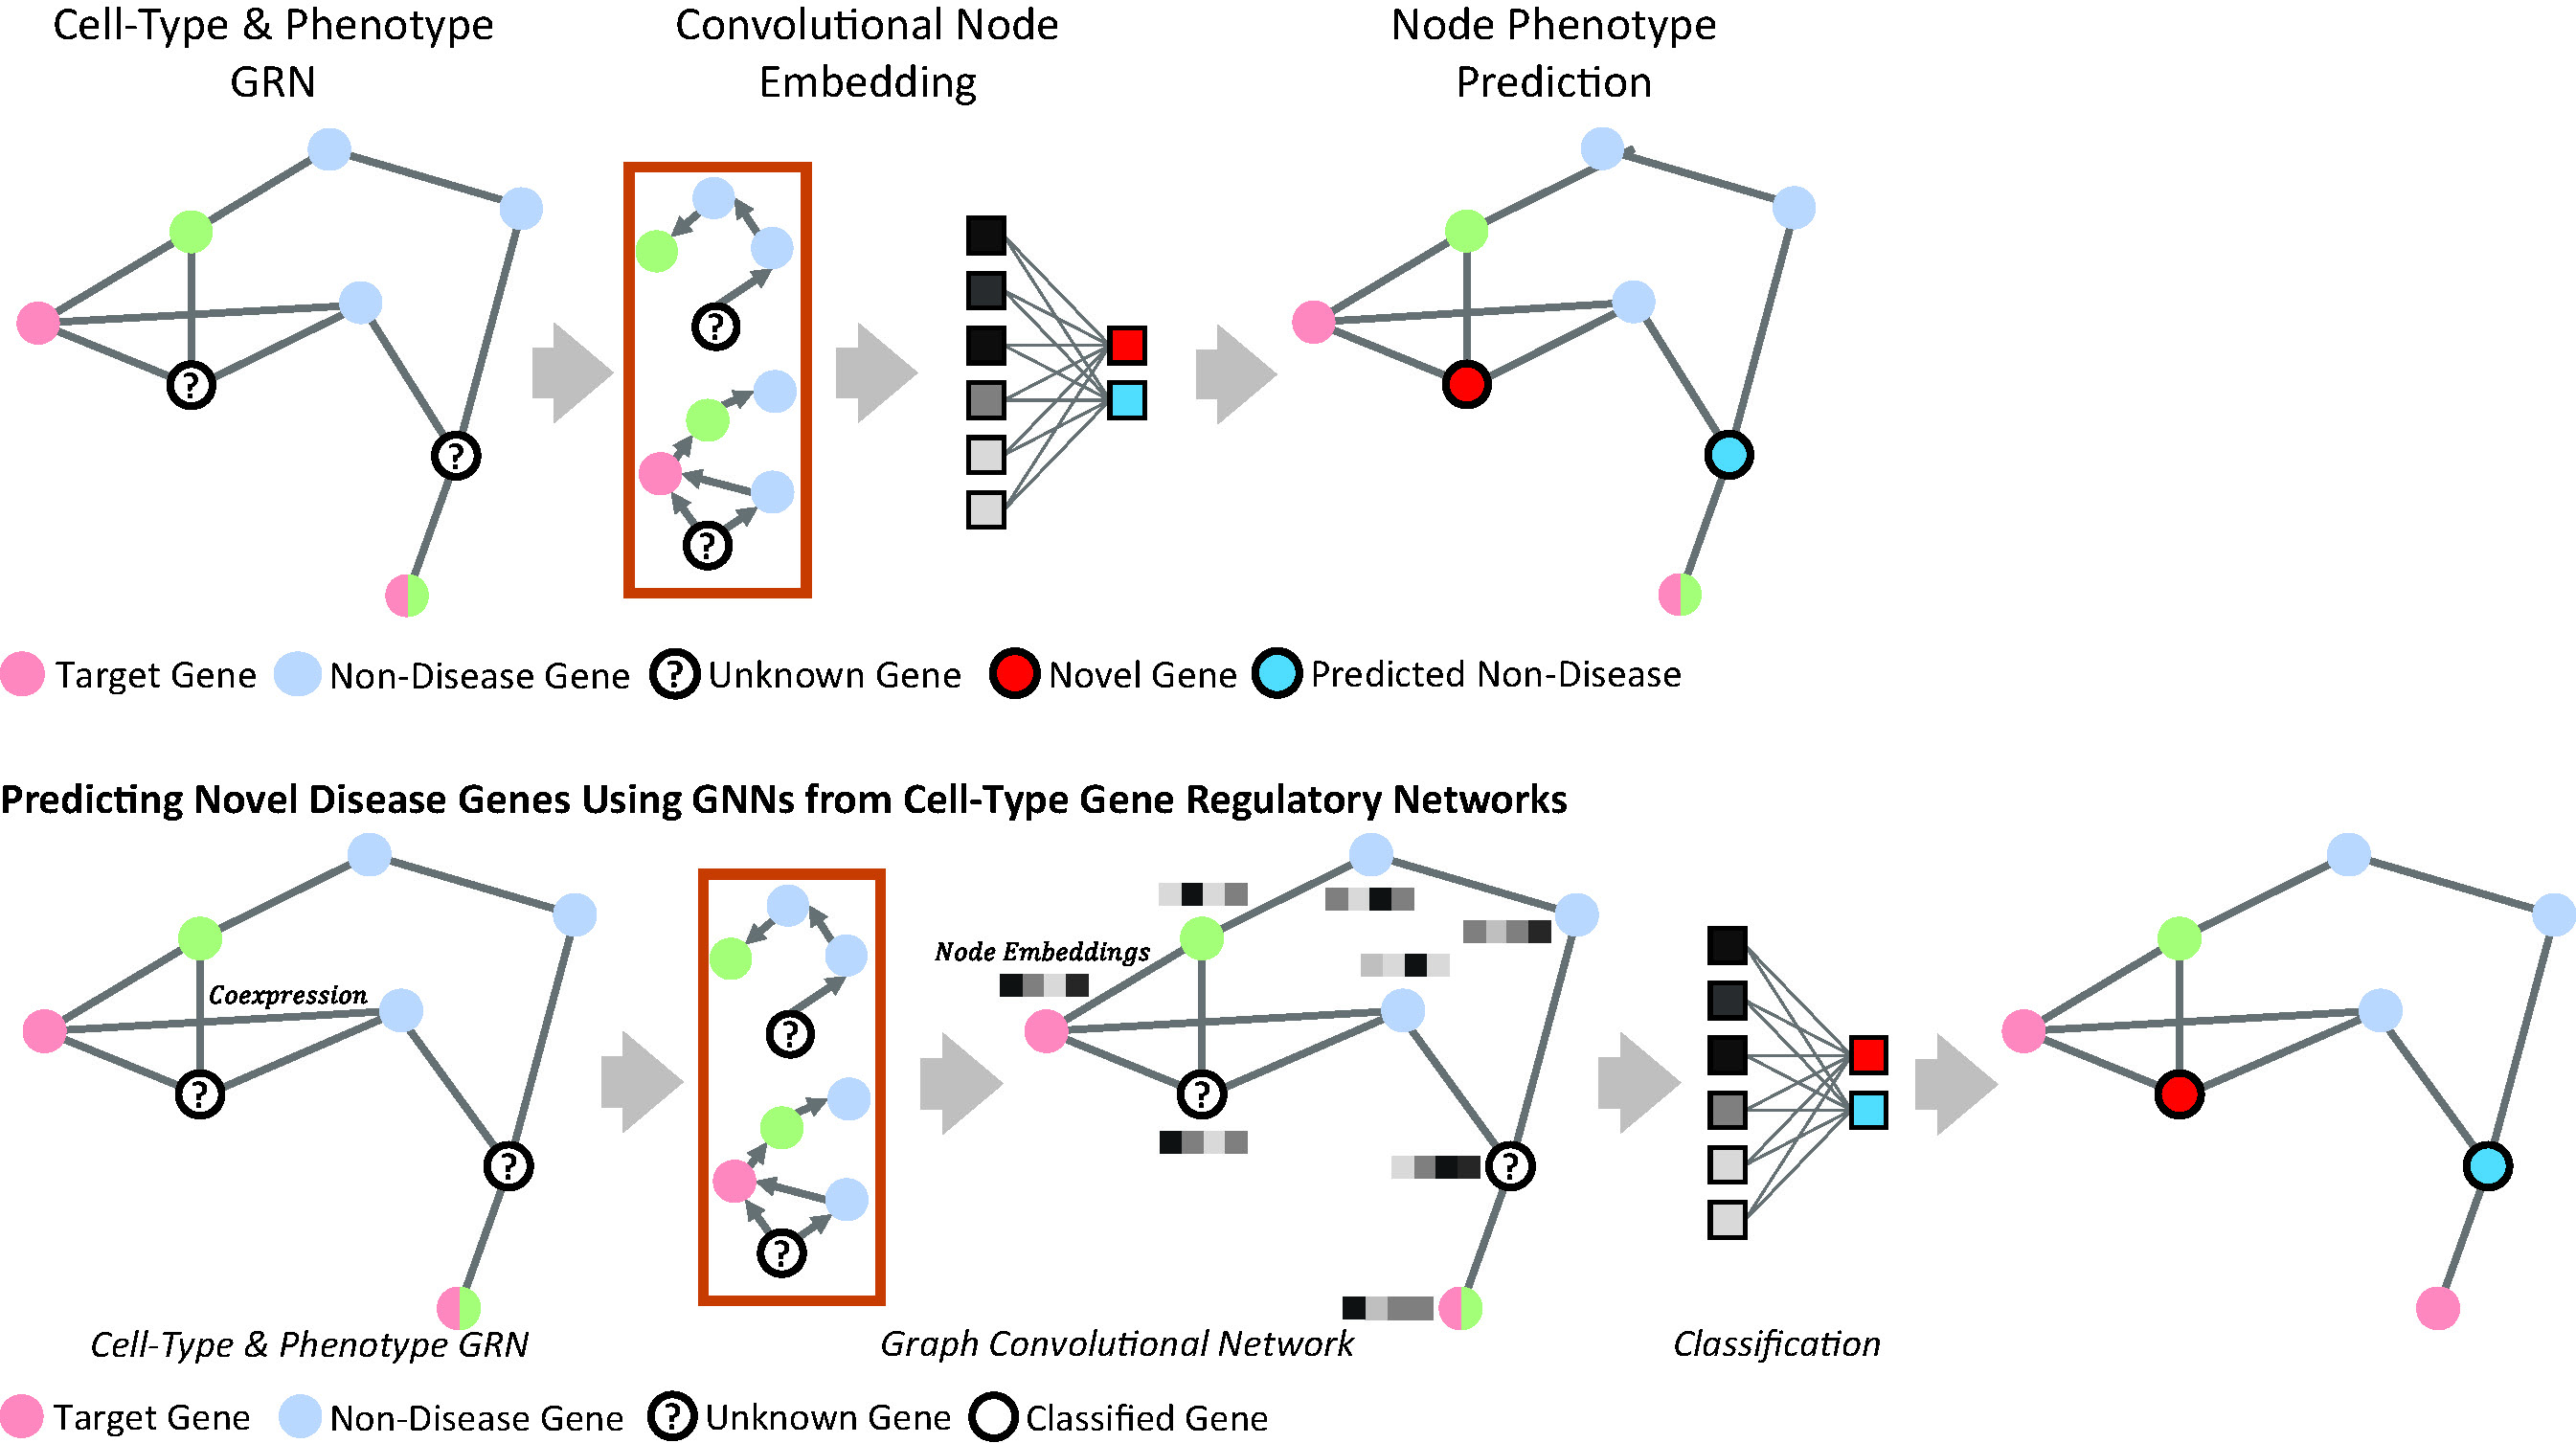 Cell-Type & Phenotype
GRN
Convolutional Node
Embedding
Node Phenotype
Prediction
?
?
?
?
Target Gene
Non-Disease Gene
? Unknown Gene
Novel Gene
Predicted Non-Disease
Predicting Novel Disease Genes Using GNNs from Cell-Type Gene Regulatory Networks
Coexpression
?
?
?
?
Node Embeddings
?
?
Cell-Type & Phenotype GRN
Graph Convolutional Network
Classification
Target Gene
Non-Disease Gene
? Unknown Gene
Classified Gene